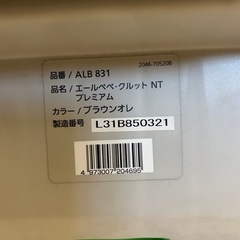 2046-7052DB
品番 / ALB 831
品名 / エールベベ・クルット NT
プレミアム
カラー / ブラウンオレ
製造番号 L31B850321
4 973007 204695